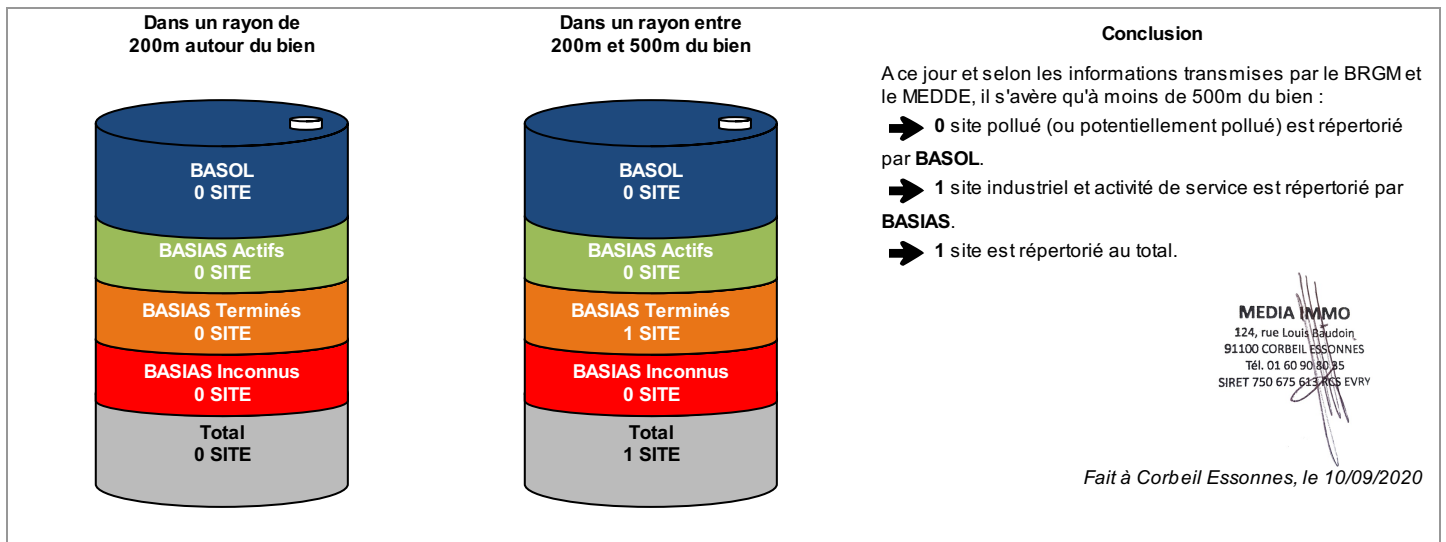 Dans un rayon de
200m autour du bien
BASOL
0 SITE
BASIAS Actifs
0 SITE
BASIAS Terminés
0 SITE
BASIAS Inconnus
0 SITE
Total
0 SITE
Dans un rayon entre
200m et 500m du bien
BASOL
0 SITE
BASIAS Actifs
0 SITE
BASIAS Terminés
1 SITE
BASIAS Inconnus
0 SITE
Total
1 SITE
Conclusion
A ce jour et selon les informations transmises par le BRGM et
le MEDDE, il s'avère qu'à moins de 500m du bien :
0 site pollué (ou potentiellement pollué) est répertorié
par BASOL.
1 site industriel et activité de service est répertorié par
BASIAS.
1 site est répertorié au total.
MEDIA IMMO
124, rue Louis Baudoin
91100 CORBEIL ESSONNES
Tél. 01 60 90 80 85
SIRET 750 675 613 RCS EVRY
Fait à Corbeil Essonnes, le 10/09/2020